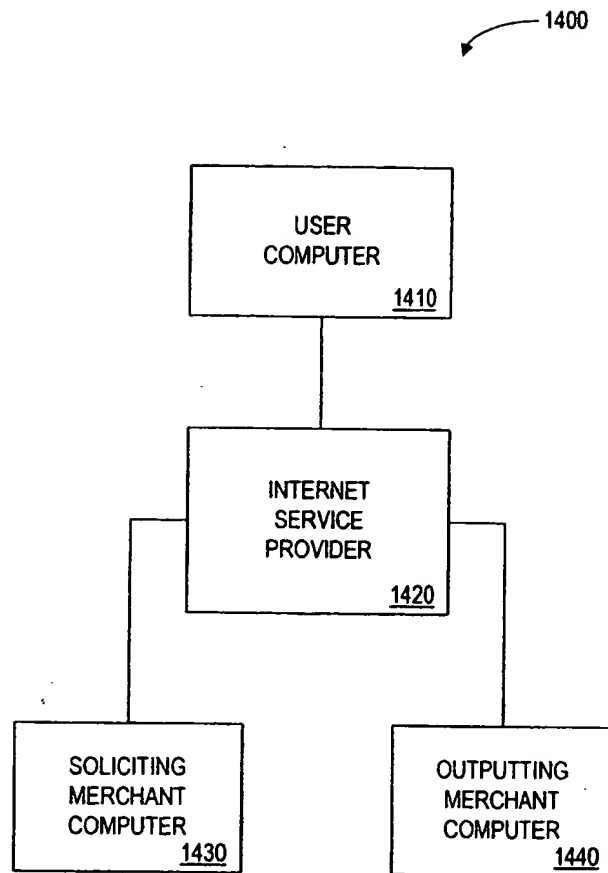 1400
USER
COMPUTER
1410
INTERNET
SERVICE
PROVIDER
1420
SOLICITING
MERCHANT
COMPUTER
1430
OUTPUTTING
MERCHANT
COMPUTER
1440